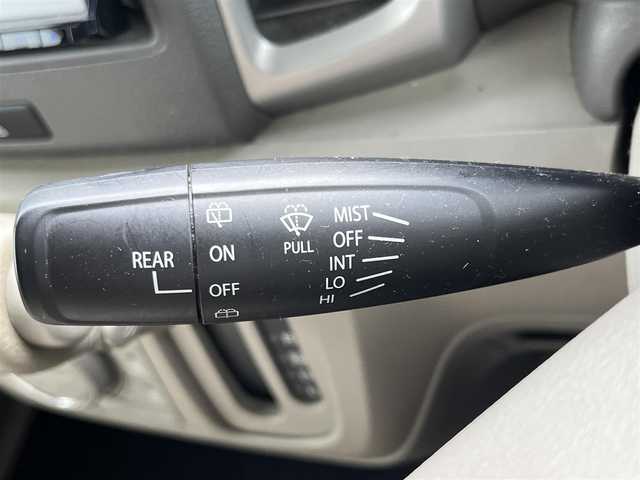 REAR
ON
OFF
PULL
MIST
OFF
INT
LO
HI